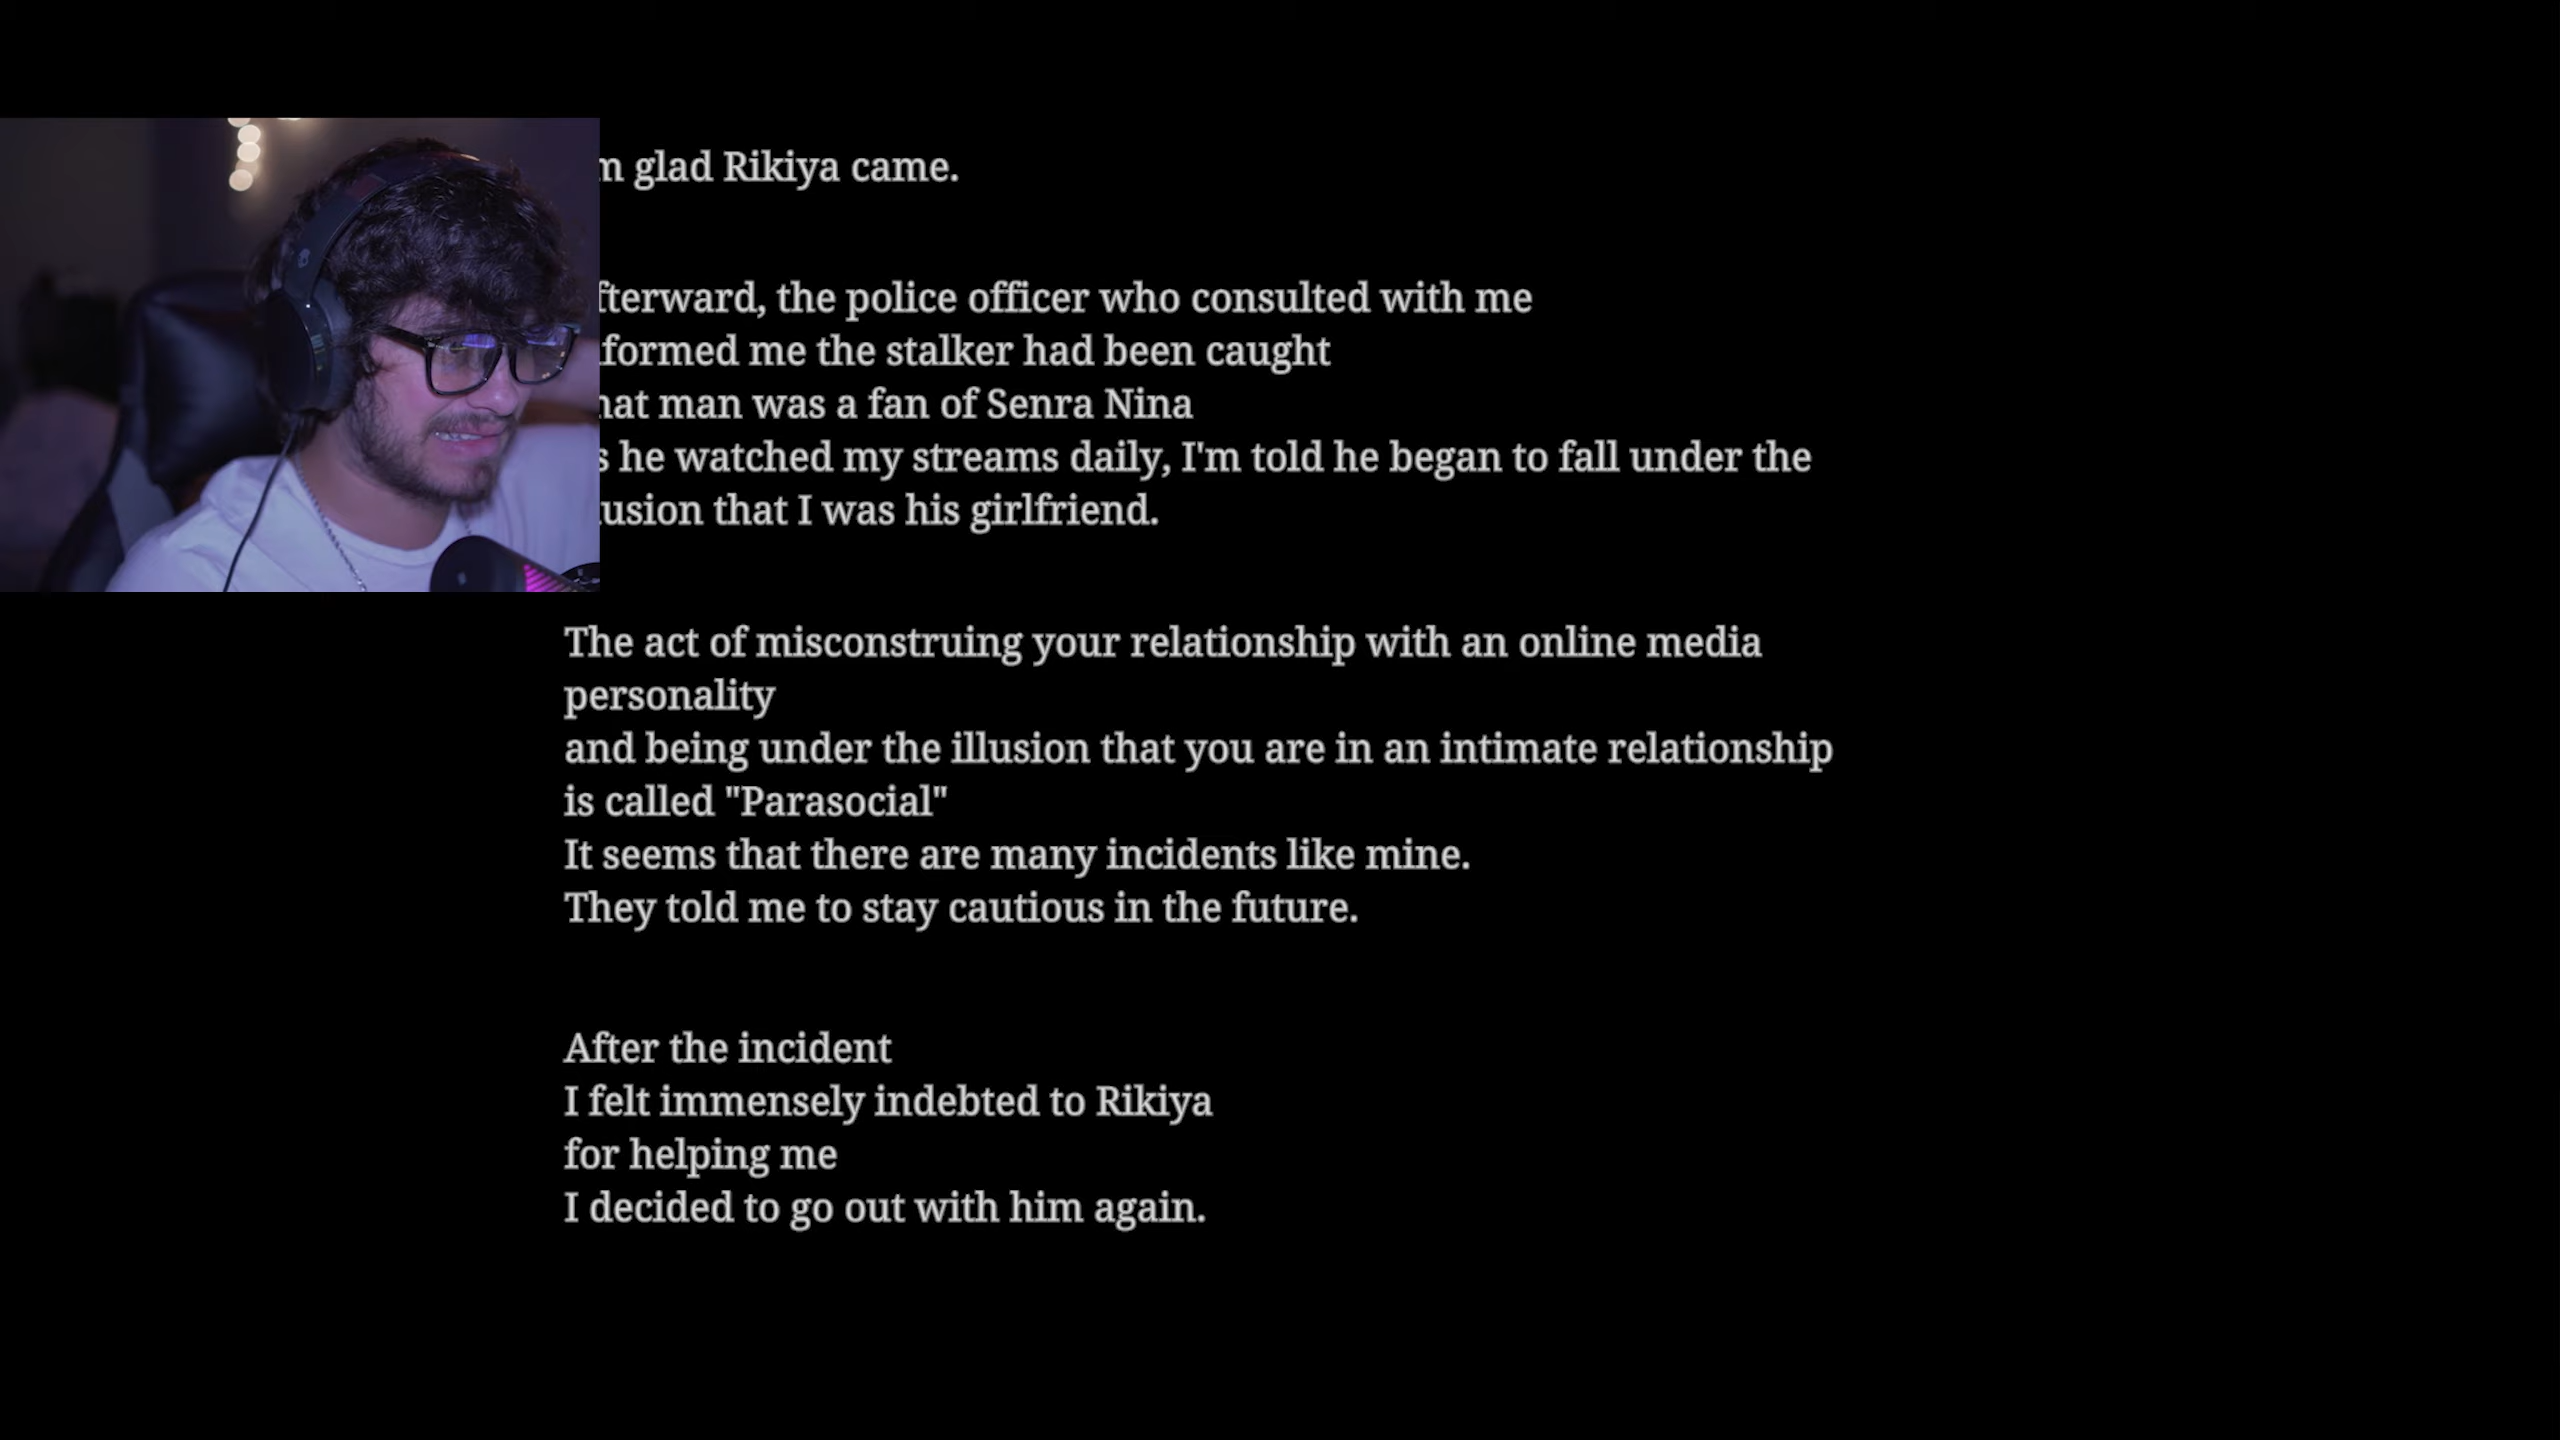 glad Rikiya came.
the police officer who consulted with me
me the stalker had been caught
man was a fan of Senra Nina
he watched my streams daily, I'm told he began to fall under the
that I was his girlfriend.
The act of misconstruing your relationship with an online media
personality
and being under the illusion that you are in an intimate relationship
is called "Parasocial"
It seems that there are many incidents like mine.
They told me to stay cautious in the future.
After the incident
I felt immensely indebted to Rikiya
for helping me
I decided to go out with him again.